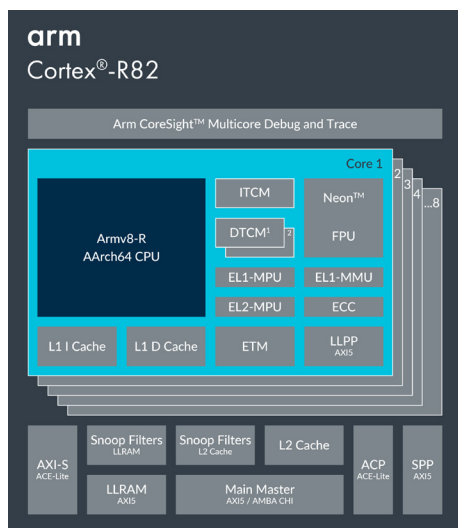 arm
Cortex®-R82
Arm CoreSight™ Multicore Debug and Trace
Core 1
2
3
4
...8
Armv8-R
AArch64 CPU
ITCM
DTCM¹
2
Neon™
FPU
EL1-MPU
EL1-MMU
EL2-MPU
ECC
L1 I Cache
L1 D Cache
ETM
LLPP
AXI5
AXI-S
ACE-Lite
Snoop Filters
LLRAM
Snoop Filters
L2 Cache
L2 Cache
LLRAM
AXI5
Main Master
AXI5 / AMBA CHI
ACP
ACE-Lite
SPP
AXI5